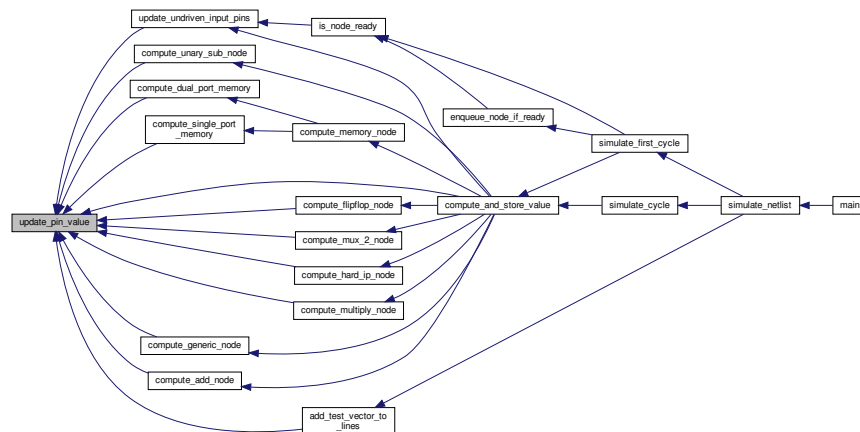 update_undriven_input_pins
is_node_ready
compute_unary_sub_node
compute_dual_port_memory
enqueue_node_if_ready
compute_single_port
_memory
compute_memory_node
simulate_first_cycle
update_pin_value
compute_flipflop_node
compute_and_store_value
simulate_cycle
simulate_netlist
main
compute_mux_2_node
compute_hard_ip_node
compute_multiply_node
compute_generic_node
compute_add_node
add_test_vector_to
_lines